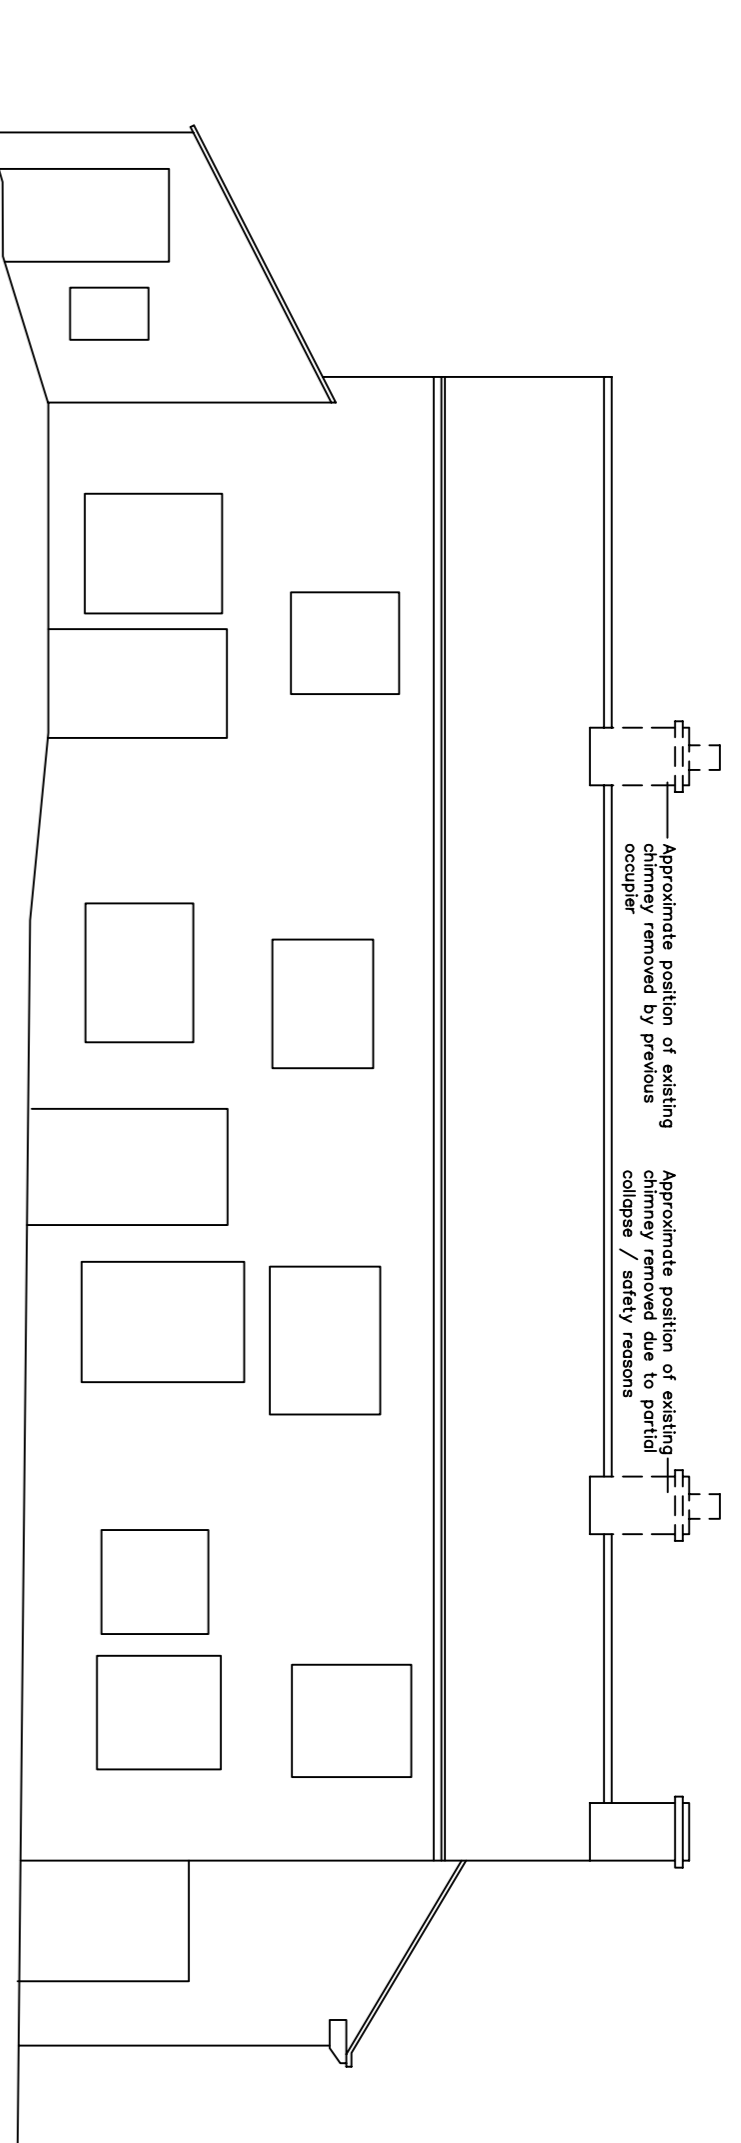 Approximate position of existing
chimney removed by previous
occupier
Approximate position of existing
chimney removed due to partial
collapse / safety reasons